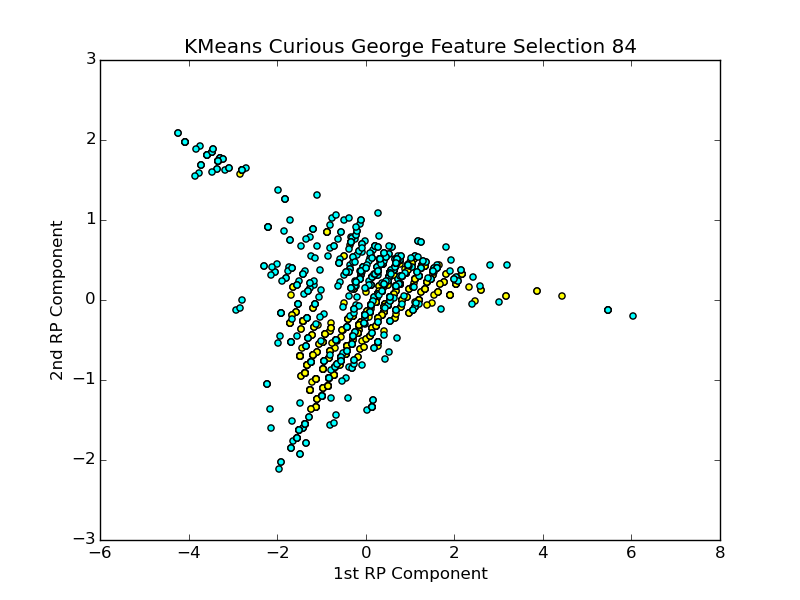 KMeans Curious George Feature Selection 84
3
2
1
0
−1
−2
−3
2nd RP Component
−6 −4 −2 0 2 4 6 8
1st RP Component